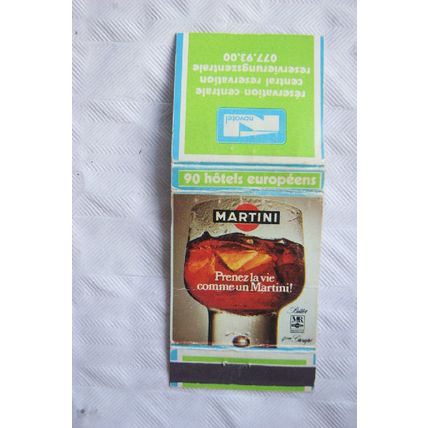 réservation centrale
central reservation
reservierungszentrale
077.93.00
novotel
90 hôtels européens
MARTINI
Prenez la vie
comme un Martini!
MR